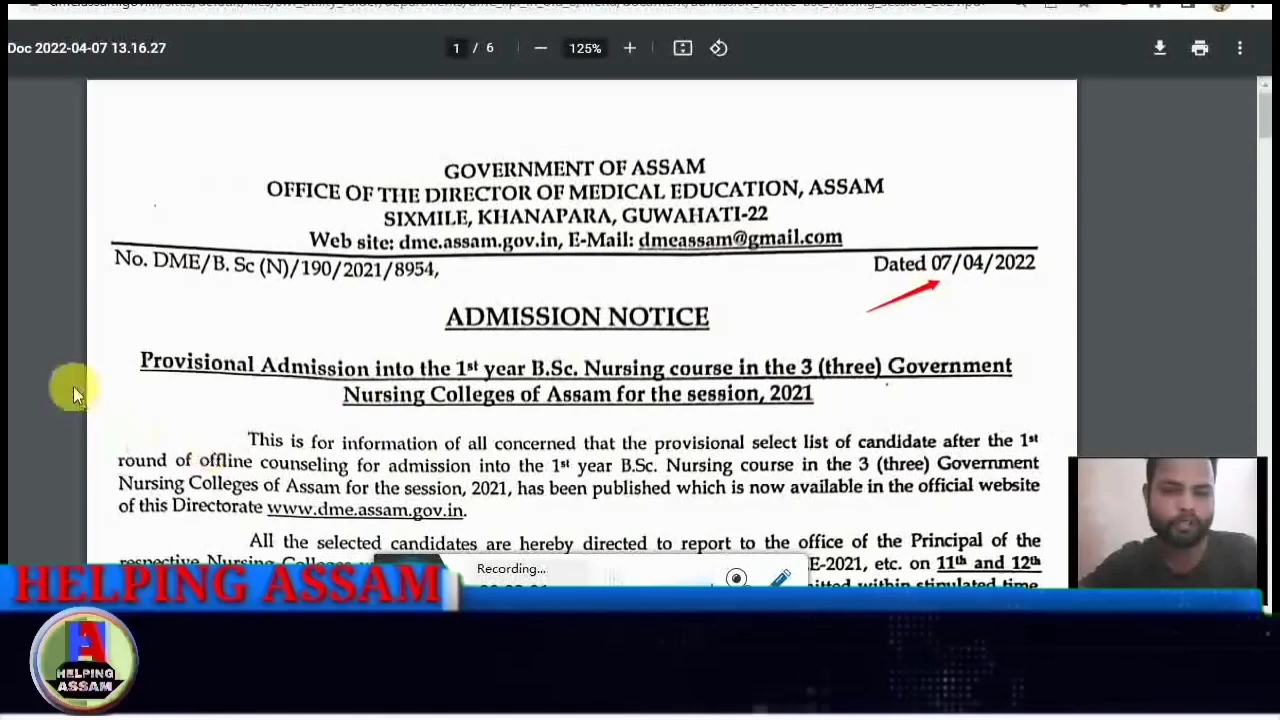 Doc 2022-04-07 13.16.27
1 / 6
125%
GOVERNMENT OF ASSAM
OFFICE OF THE DIRECTOR OF MEDICAL EDUCATION, ASSAM
SIXMILE, KHANAPARA, GUWAHATI-22
Web site: dme.assam.gov.in, E-Mail: dmeassam@gmail.com
No. DME/B. Sc (N)/190/2021/8954,
Dated 07/04/2022
ADMISSION NOTICE
Provisional Admission into the 1st year B.Sc. Nursing course in the 3 (three) Government
Nursing Colleges of Assam for the session, 2021
This is for information of all concerned that the provisional select list of candidate after the 1st
round of offline counseling for admission into the 1st year B.Sc. Nursing course in the 3 (three) Government
Nursing Colleges of Assam for the session, 2021, has been published which is now available in the official website
of this Directorate www.dme.assam.gov.in.
All the selected candidates are hereby directed to report to the office of the Principal of the
respective Nursing Colleges
E-2021, etc. on 11th and 12th
within stipulated time
Recording...
HELPING ASSAM
HELPING
ASSAM